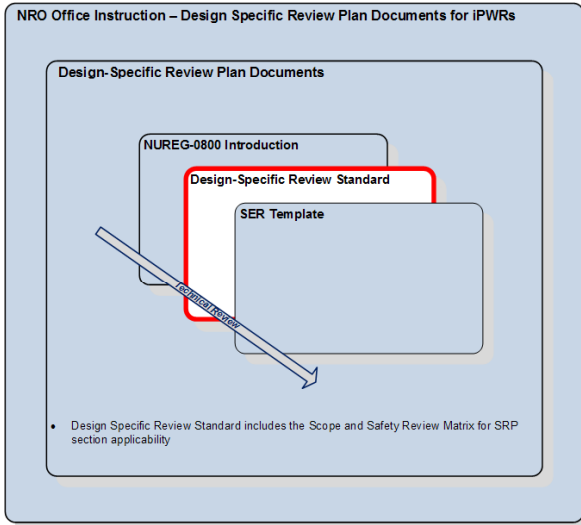 NRO Office Instruction – Design Specific Review Plan Documents for iPWRs
Design-Specific Review Plan Documents
NUREG-0800 Introduction
Design-Specific Review Standard
SER Template
Technical Review
• Design Specific Review Standard includes the Scope and Safety Review Matrix for SRP
section applicability